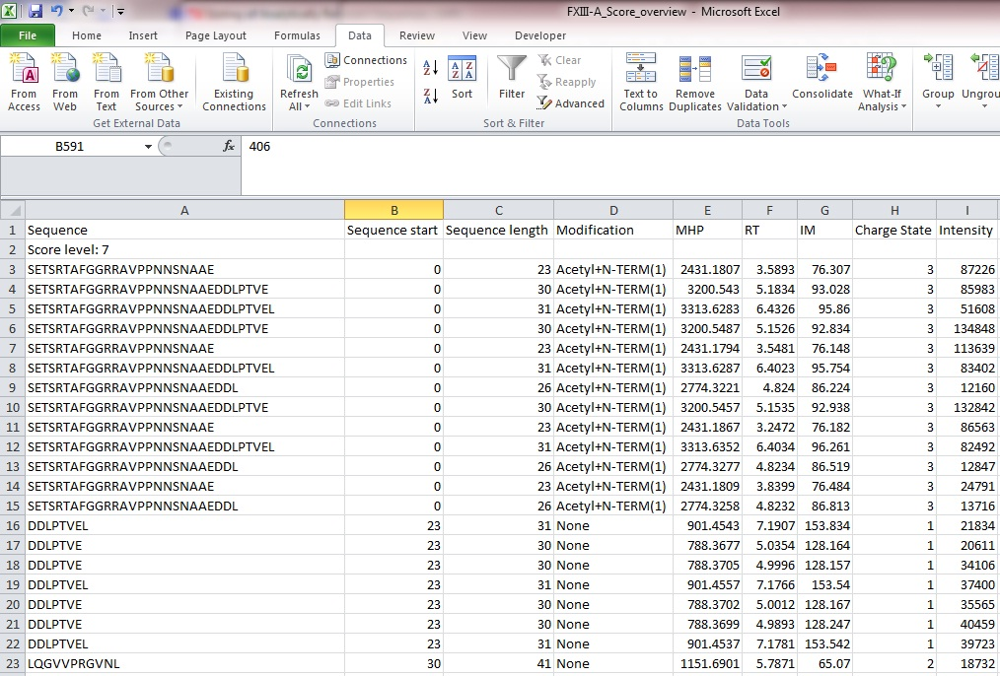 FXIII-A_Score_overview - Microsoft Excel
File Home Insert Page Layout Formulas Data Review View Developer
From Access From Web From Text From Other Sources Existing Connections Refresh All Connections Properties Edit Links Sort Filter Clear Reapply Advanced Text to Columns Remove Duplicates Data Validation Consolidate What-If Analysis Group Ungrou
Get External Data Connections Sort & Filter Data Tools
B591 fx 406
A B C D E F G H I
1 Sequence Sequence start Sequence length Modification MHP RT IM Charge State Intensity
2 Score level: 7
3 SETSRTAFGGRRAVPPNNSNAAE 0 23 Acetyl+N-TERM(1) 2431.1807 3.5893 76.307 3 87226
4 SETSRTAFGGRRAVPPNNSNAAEDDLPTVE 0 30 Acetyl+N-TERM(1) 3200.543 5.1834 93.028 3 85983
5 SETSRTAFGGRRAVPPNNSNAAEDDLPTVEL 0 31 Acetyl+N-TERM(1) 3313.6283 6.4326 95.86 3 51608
6 SETSRTAFGGRRAVPPNNSNAAEDDLPTVE 0 30 Acetyl+N-TERM(1) 3200.5487 5.1526 92.834 3 134848
7 SETSRTAFGGRRAVPPNNSNAAE 0 23 Acetyl+N-TERM(1) 2431.1794 3.5481 76.148 3 113639
8 SETSRTAFGGRRAVPPNNSNAAEDDLPTVEL 0 31 Acetyl+N-TERM(1) 3313.6287 6.4023 95.754 3 83402
9 SETSRTAFGGRRAVPPNNSNAAEDDL 0 26 Acetyl+N-TERM(1) 2774.3221 4.824 86.224 3 12160
10 SETSRTAFGGRRAVPPNNSNAAEDDLPTVE 0 30 Acetyl+N-TERM(1) 3200.5457 5.1535 92.938 3 132842
11 SETSRTAFGGRRAVPPNNSNAAE 0 23 Acetyl+N-TERM(1) 2431.1867 3.2472 76.182 3 86563
12 SETSRTAFGGRRAVPPNNSNAAEDDLPTVEL 0 31 Acetyl+N-TERM(1) 3313.6352 6.4034 96.261 3 82492
13 SETSRTAFGGRRAVPPNNSNAAEDDL 0 26 Acetyl+N-TERM(1) 2774.3277 4.8234 86.519 3 12847
14 SETSRTAFGGRRAVPPNNSNAAE 0 23 Acetyl+N-TERM(1) 2431.1809 3.8399 76.484 3 24791
15 SETSRTAFGGRRAVPPNNSNAAEDDL 0 26 Acetyl+N-TERM(1) 2774.3258 4.8232 86.813 3 13716
16 DDLPTVEL 23 31 None 901.4543 7.1907 153.834 1 21834
17 DDLPTVE 23 30 None 788.3677 5.0354 128.164 1 20611
18 DDLPTVE 23 30 None 788.3705 4.9996 128.157 1 34106
19 DDLPTVEL 23 31 None 901.4557 7.1766 153.54 1 37400
20 DDLPTVE 23 30 None 788.3702 5.0012 128.167 1 35565
21 DDLPTVE 23 30 None 788.3699 4.9893 128.247 1 40459
22 DDLPTVEL 23 31 None 901.4537 7.1781 153.542 1 39723
23 LQGVVPRGVNL 30 41 None 1151.6901 5.7871 65.07 2 18732